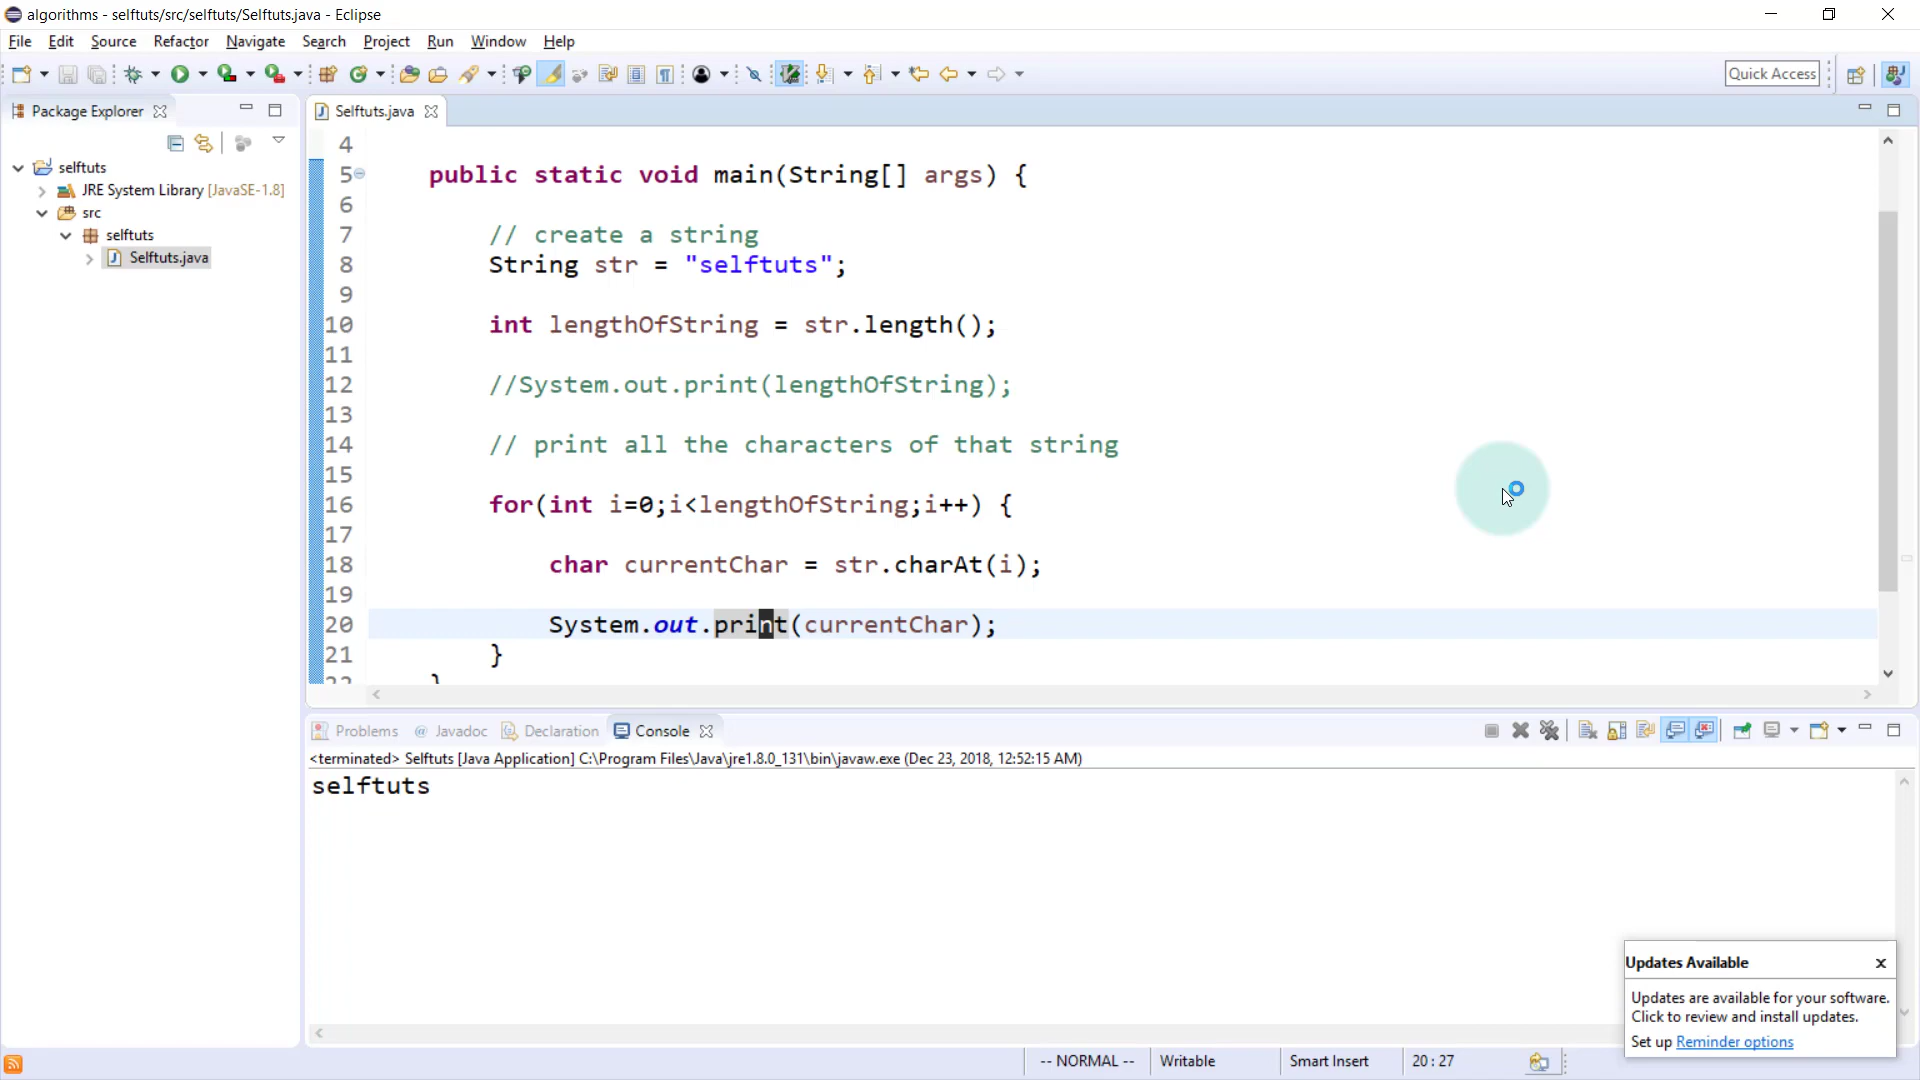 algorithms - selftuts/src/selftuts/Selftuts.java - Eclipse
File Edit Source Refactor Navigate Search Project Run Window Help
Quick Access
Package Explorer
selftuts
JRE System Library [JavaSE-1.8]
src
selftuts
Selftuts.java
Selftuts.java
4
5 public static void main(String[] args) {
6
7 // create a string
8 String str = "selftuts";
9
10 int lengthOfString = str.length();
11
12 //System.out.print(lengthOfString);
13
14 // print all the characters of that string
15
16 for(int i=0;i<lengthOfString;i++) {
17
18 char currentChar = str.charAt(i);
19
20 System.out.print(currentChar);
21 }
22 }
Problems Javadoc Declaration Console
<terminated> Selftuts [Java Application] C:\Program Files\Java\jre1.8.0_131\bin\javaw.exe (Dec 23, 2018, 12:52:15 AM)
selftuts
Updates Available
Updates are available for your software.
Click to review and install updates.
Set up Reminder options
-- NORMAL -- Writable Smart Insert 20 : 27